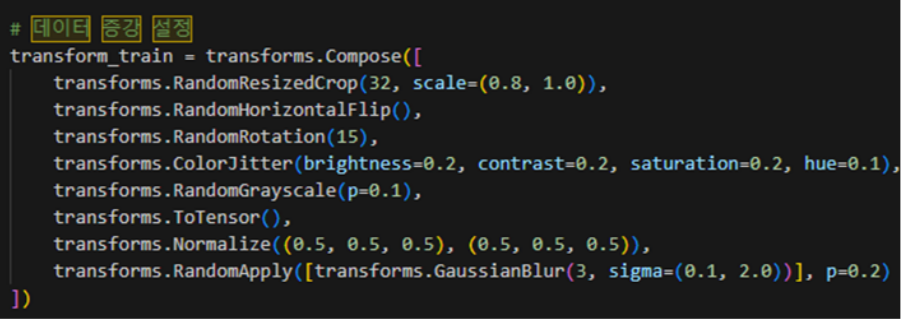 # 데이터 증강 설정
transform_train = transforms.Compose([
    transforms.RandomResizedCrop(32, scale=(0.8, 1.0)),
    transforms.RandomHorizontalFlip(),
    transforms.RandomRotation(15),
    transforms.ColorJitter(brightness=0.2, contrast=0.2, saturation=0.2, hue=0.1),
    transforms.RandomGrayscale(p=0.1),
    transforms.ToTensor(),
    transforms.Normalize((0.5, 0.5, 0.5), (0.5, 0.5, 0.5)),
    transforms.RandomApply([transforms.GaussianBlur(3, sigma=(0.1, 2.0))], p=0.2)
])